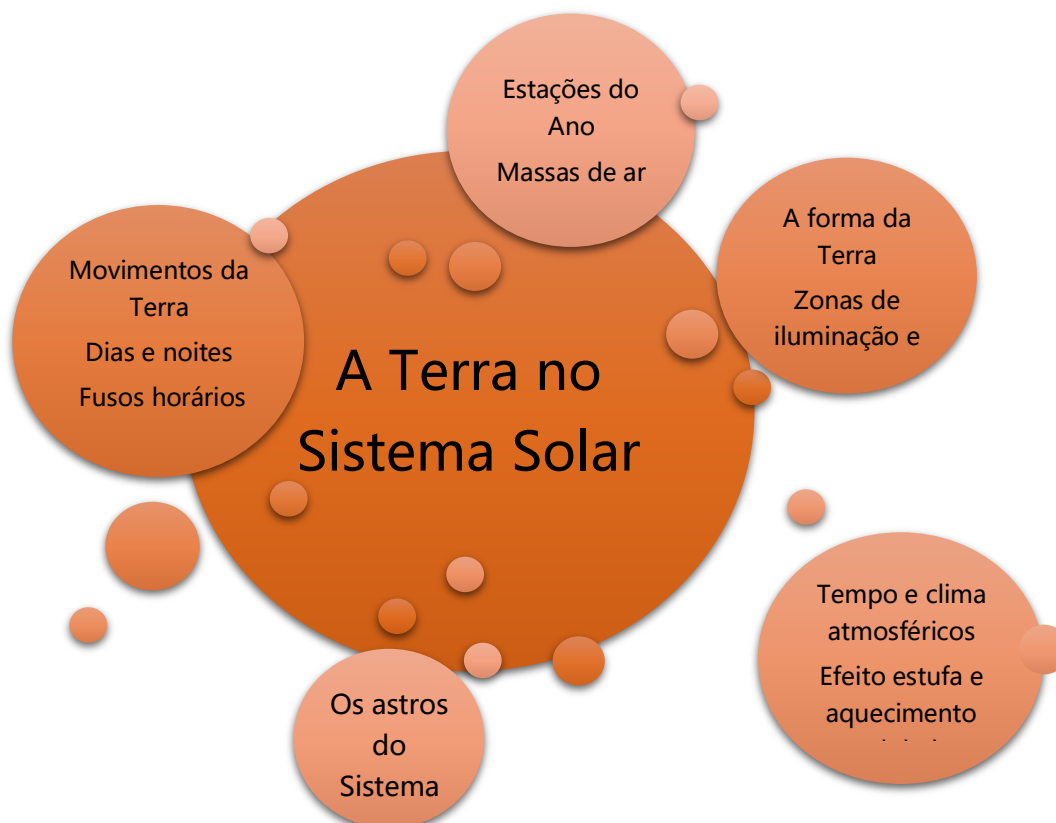 Estações do
Ano
Massas de ar
A forma da
Terra
Zonas de
iluminação e
Movimentos da
Terra
Dias e noites
Fusos horários
A Terra no
Sistema Solar
Tempo e clima
atmosféricos
Efeito estufa e
aquecimento
Os astros
do
Sistema